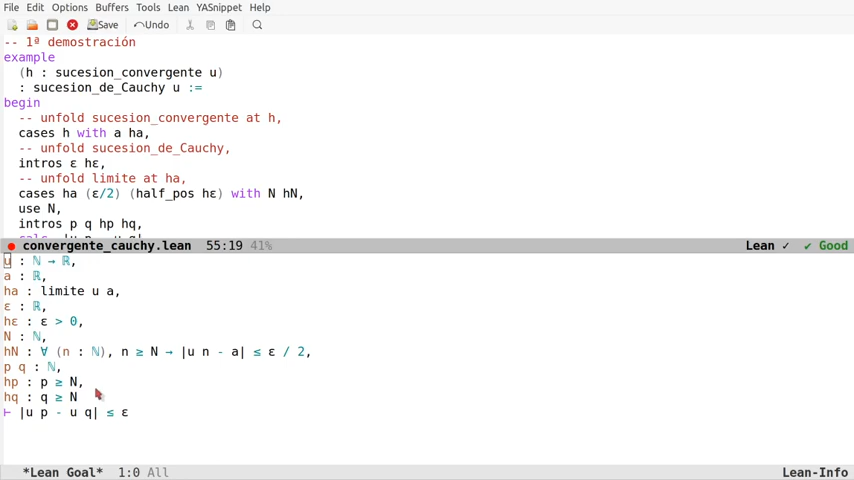 File Edit Options Buffers Tools Lean YASnippet Help
Save Undo
-- 1ª demostración
example
(h : sucesion_convergente u)
: sucesion_de_Cauchy u :=
begin
-- unfold sucesion_convergente at h,
cases h with a ha,
-- unfold sucesion_de_Cauchy,
intros ε hε,
-- unfold limite at ha,
cases ha (ε/2) (half_pos hε) with N hN,
use N,
intros p q hp hq,
convergente_cauchy.lean 55:19 41% Lean ✓ ✔ Good
u : ℕ → ℝ,
a : ℝ,
ha : limite u a,
ε : ℝ,
hε : ε > 0,
N : ℕ,
hN : ∀ (n : ℕ), n ≥ N → |u n - a| ≤ ε / 2,
p q : ℕ,
hp : p ≥ N,
hq : q ≥ N
⊢ |u p - u q| ≤ ε
*Lean Goal* 1:0 All Lean-Info